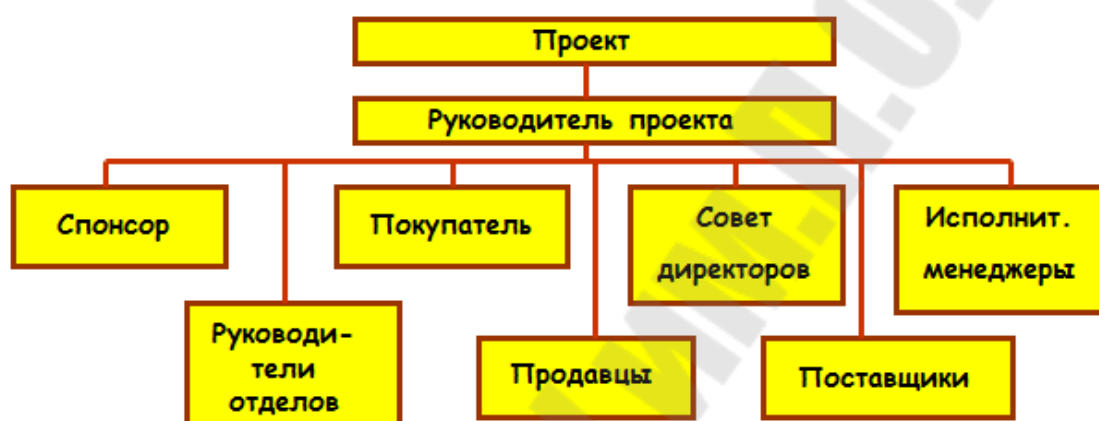 Проект
Руководитель проекта
Спонсор
Покупатель
Совет
директоров
Исполнит.
менеджеры
Руководи-
тели
отделов
Продавцы
Поставщики